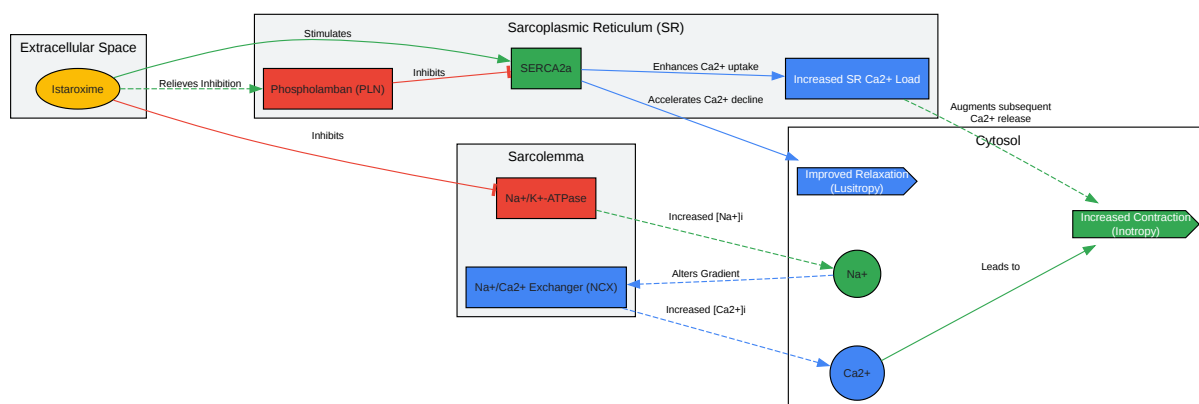 Sarcoplasmic Reticulum (SR)
Extracellular Space
Stimulates
SERCA2a
Enhances Ca2+ uptake
Increased SR Ca2+ Load
Inhibits
Relieves Inhibition
Istaroxime
Phospholamban (PLN)
Accelerates Ca2+ decline
Augments subsequent
Ca2+ release
Inhibits
Cytosol
Sarcolemma
Improved Relaxation
(Lusitropy)
Na+/K+-ATPase
Increased [Na+]i
Increased Contraction
(Inotropy)
Alters Gradient
Na+
Leads to
Na+/Ca2+ Exchanger (NCX)
Increased [Ca2+]i
Ca2+